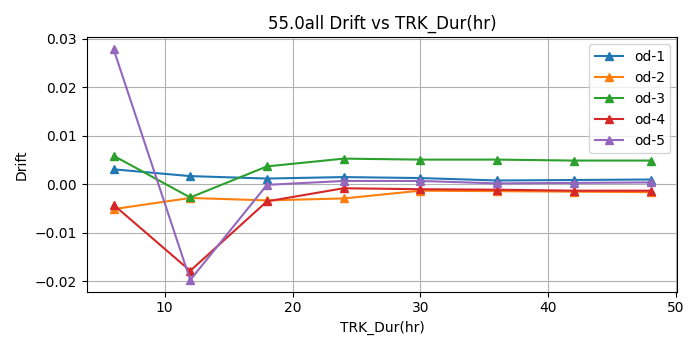 55.0all Drift vs TRK_Dur(hr)
0.03
0.02
0.01
0.00
−0.01
−0.02
Drift
od-1
od-2
od-3
od-4
od-5
10
20
30
40
50
TRK_Dur(hr)